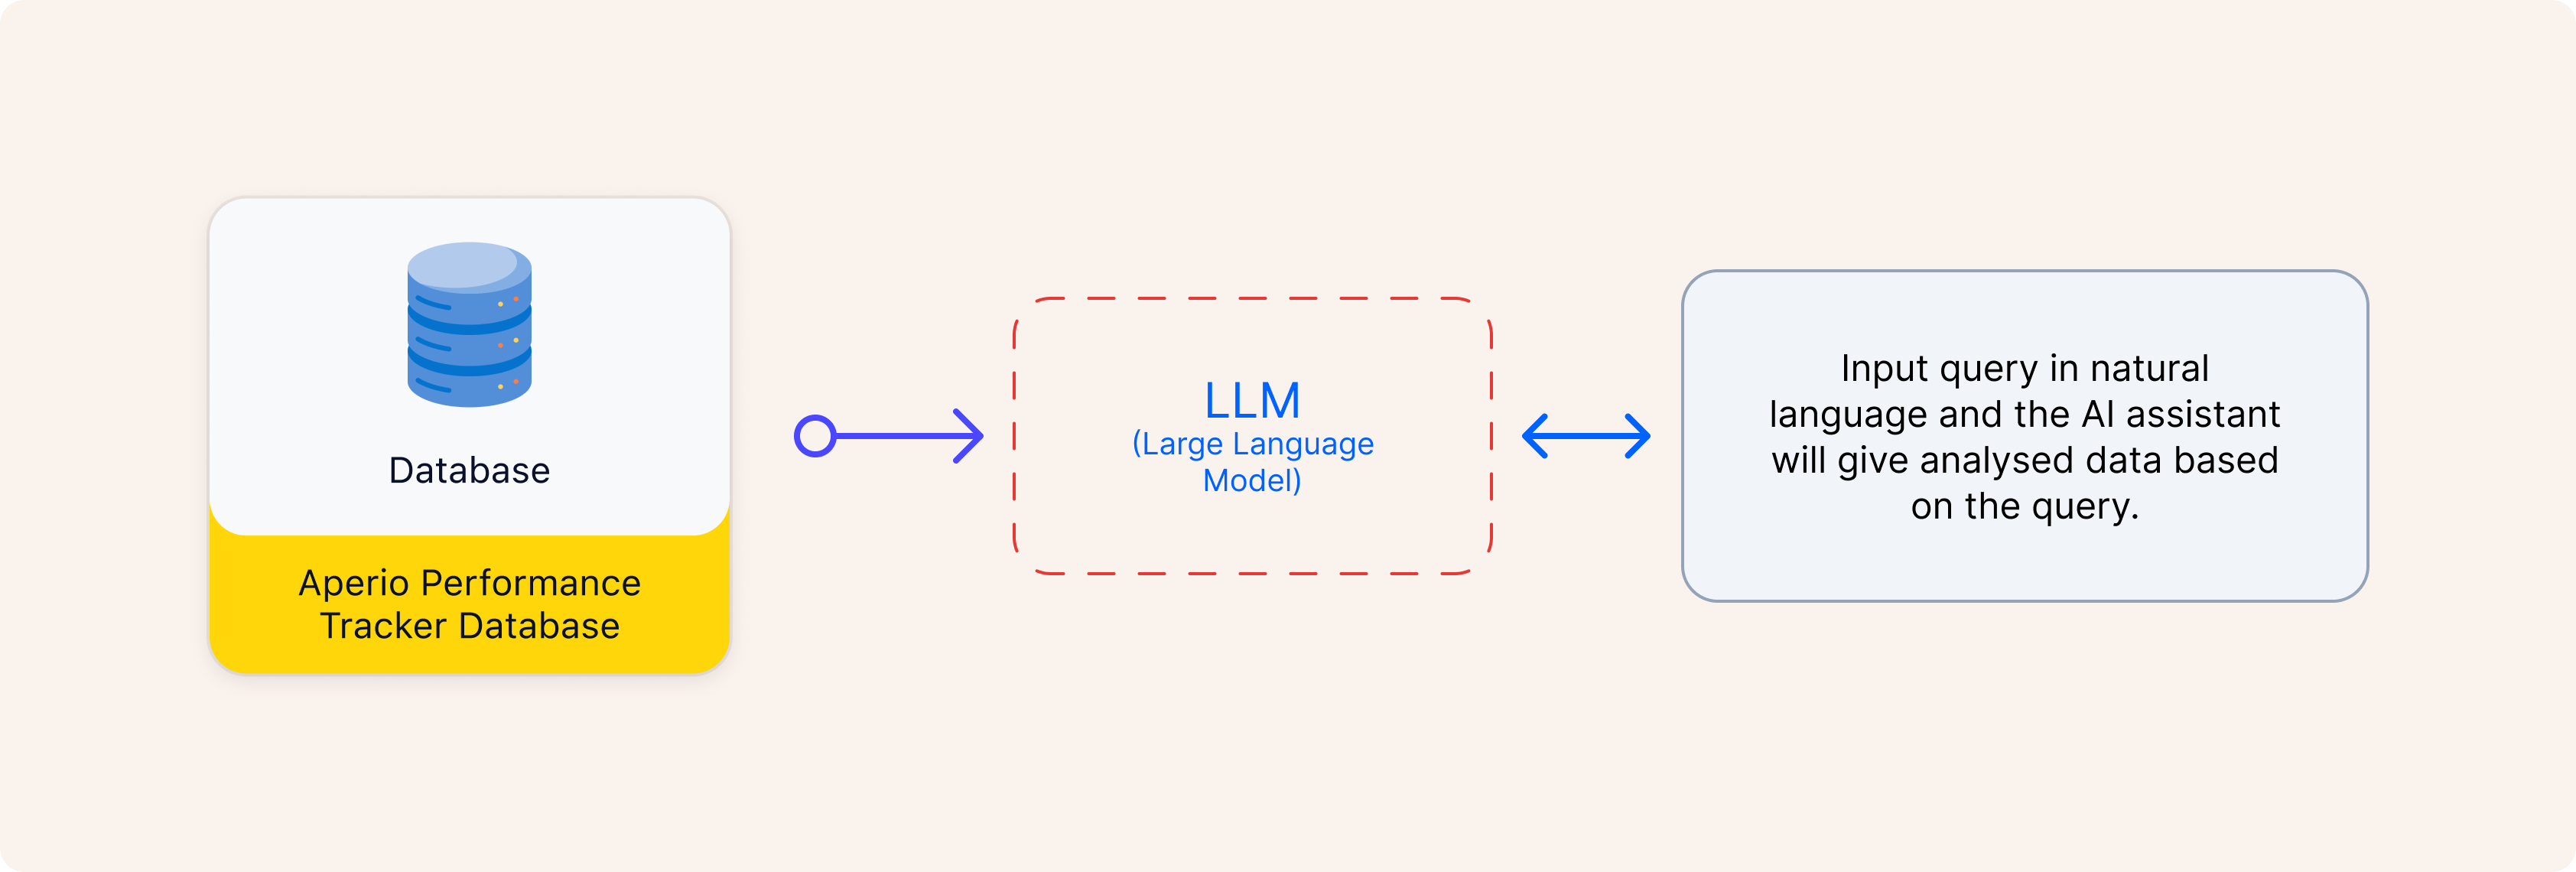 Database
Aperio Performance
Tracker Database
LLM
(Large Language
Model)
Input query in natural
language and the AI assistant
will give analysed data based
on the query.